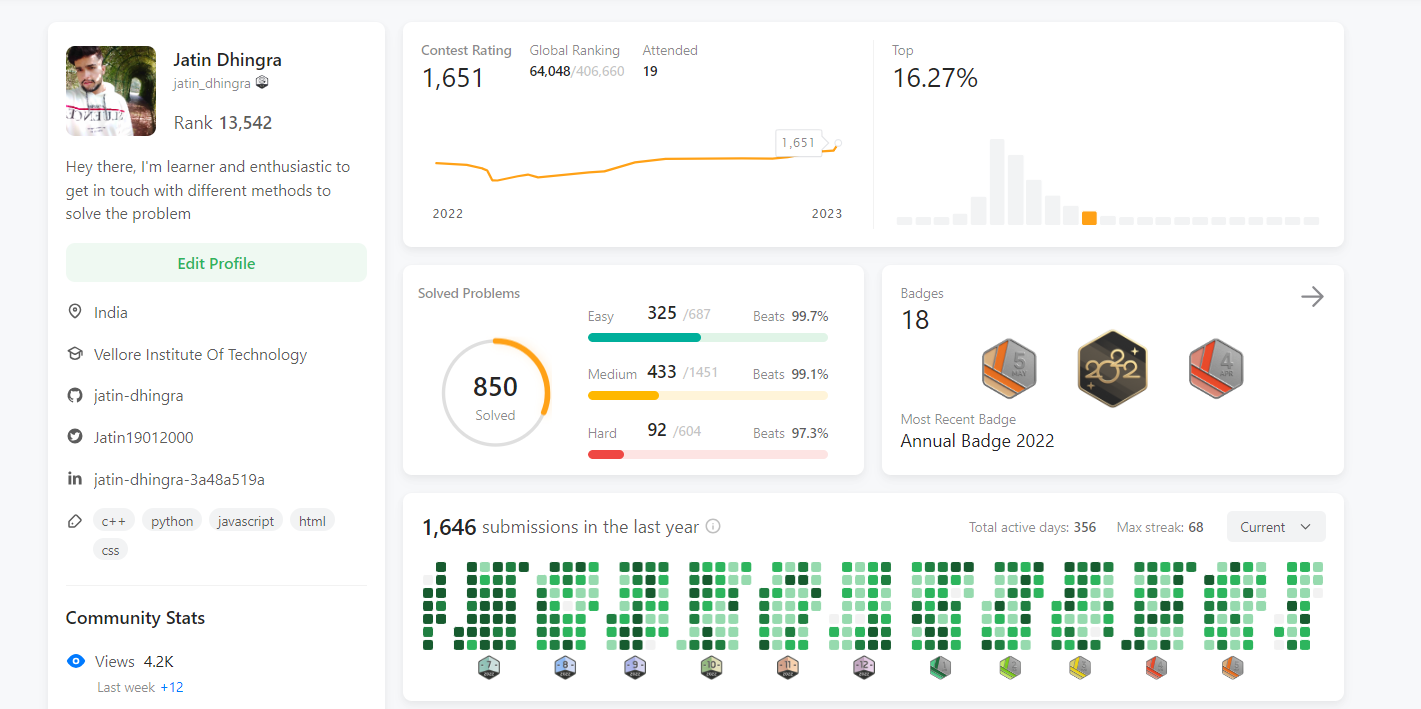 Jatin Dhingra
jatin_dhingra
Rank 13,542
Hey there, I'm learner and enthusiastic to
get in touch with different methods to
solve the problem
Edit Profile
India
Vellore Institute Of Technology
jatin-dhingra
Jatin19012000
in jatin-dhingra-3a48a519a
c++ python javascript html
css
Community Stats
Views 4.2K
Last week +12
Contest Rating Global Ranking Attended
1,651 64,048/406,660 19
1,651
2022 2023
Top
16.27%
Solved Problems
850
Solved
Easy 325 /687 Beats 99.7%
Medium 433 /1451 Beats 99.1%
Hard 92 /604 Beats 97.3%
Badges
18
5 MAY
2022
4 APR
Most Recent Badge
Annual Badge 2022
1,646 submissions in the last year
Total active days: 356 Max streak: 68 Current
7 8 9 10 11 12